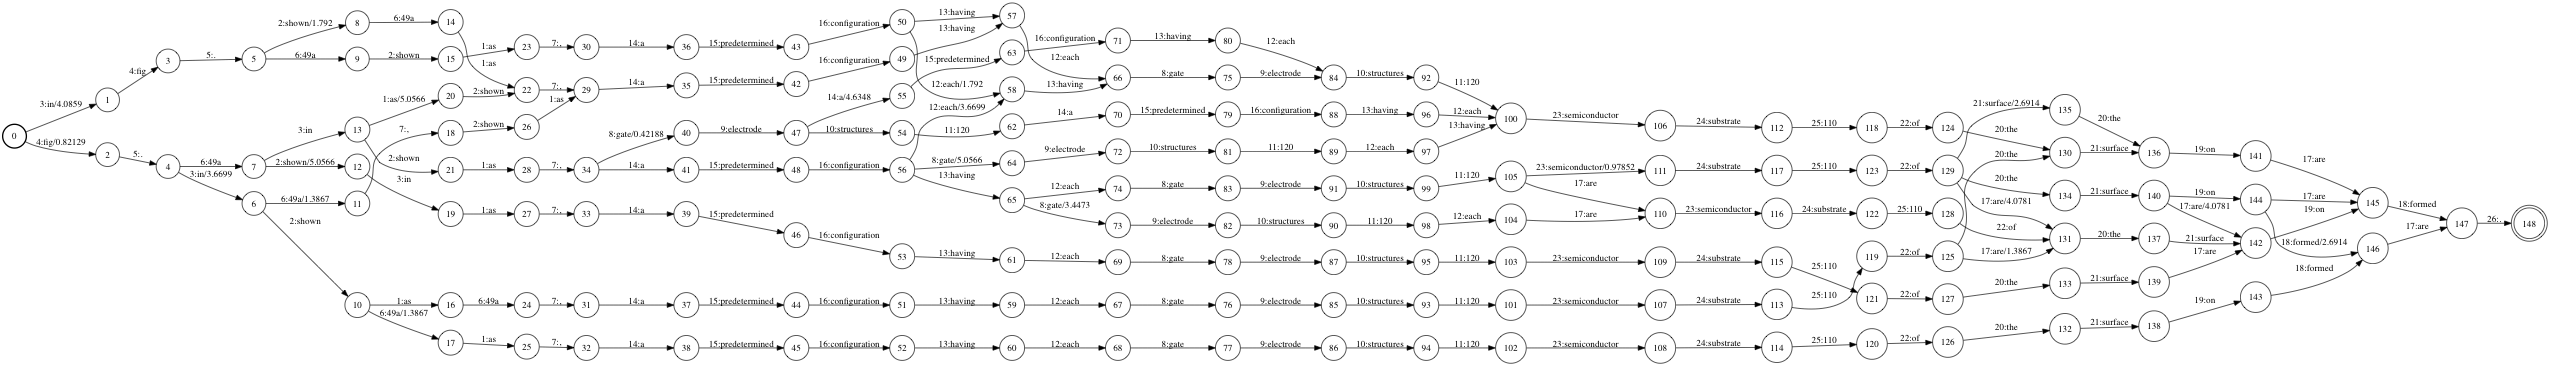 0 3:in/4.0859 1 4:fig 3 5:. 5 2:shown/1.792 8 6:49a 14 1:as
6:49a 9 2:shown 15 1:as 23 7:, 30 14:a 36 15:predetermined 43 16:configuration 50 13:having 57 12:each
22 7:, 29 14:a 35 15:predetermined 42 16:configuration 49 13:having 12:each/1.792 58 13:having 66 8:gate 75 9:electrode 84 10:structures 92 11:120
4:fig/0.82129 2 5:. 4 6:49a 7 3:in 13 1:as/5.0566 20 2:shown
3:in/3.6699 6 6:49a/1.3867 11 7:, 18 2:shown 26 1:as
2:shown 21 1:as 28 7:, 34 8:gate/0.42188 40 9:electrode 47 14:a/4.6348 55 15:predetermined 63 16:configuration 71 13:having 80 12:each
10:structures 54 11:120 62 14:a 70 15:predetermined 79 16:configuration 88 13:having 96 12:each 100 23:semiconductor 106 24:substrate 112 25:110 118 22:of 124 20:the
14:a 41 15:predetermined 48 16:configuration 56 12:each/3.6699
8:gate/5.0566 64 9:electrode 72 10:structures 81 11:120 89 12:each 97 13:having
13:having 65 12:each 74 8:gate 83 9:electrode 91 10:structures 99 11:120 105 23:semiconductor/0.97852 111 24:substrate 117 25:110 123 22:of 129 21:surface/2.6914 135 20:the
8:gate/3.4473 73 9:electrode 82 10:structures 90 11:120 98 12:each 104 17:are
17:are 110 23:semiconductor 116 24:substrate 122 25:110 128 22:of
20:the 130 21:surface 136 19:on 141 17:are
20:the 134 21:surface 140 19:on 144 17:are 145 18:formed 147 26:. 148
17:are/4.0781 131 20:the 137 21:surface 142 19:on
17:are/4.0781 18:formed/2.6914 146 17:are
2:shown/5.0566 12 3:in 19 1:as 27 7:, 33 14:a 39 15:predetermined 46 16:configuration 53 13:having 61 12:each 69 8:gate 78 9:electrode 87 10:structures 95 11:120 103 23:semiconductor 109 24:substrate 115 25:110
119 22:of 125 17:are/1.3867
2:shown 10 1:as 16 6:49a 24 7:, 31 14:a 37 15:predetermined 44 16:configuration 51 13:having 59 12:each 67 8:gate 76 9:electrode 85 10:structures 93 11:120 101 23:semiconductor 107 24:substrate 113 25:110
121 22:of 127 20:the 133 21:surface 139 17:are
6:49a/1.3867 17 1:as 25 7:, 32 14:a 38 15:predetermined 45 16:configuration 52 13:having 60 12:each 68 8:gate 77 9:electrode 86 10:structures 94 11:120 102 23:semiconductor 108 24:substrate 114 25:110 120 22:of 126 20:the 132 21:surface 138 19:on 143 18:formed